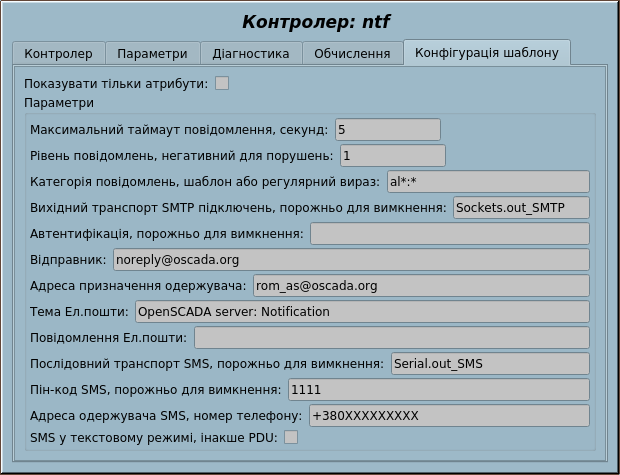 Контролер: ntf
Контролер Параметри Діагностика Обчислення Конфігурація шаблону
Показувати тільки атрибути:
Параметри
Максимальний таймаут повідомлення, секунд: 5
Рівень повідомлень, негативний для порушень: 1
Категорія повідомлень, шаблон або регулярний вираз: al*:*
Вихідний транспорт SMTP підключень, порожньо для вимкнення: Sockets.out_SMTP
Автентифікація, порожньо для вимкнення:
Відправник: noreply@oscada.org
Адреса призначення одержувача: rom_as@oscada.org
Тема Ел.пошти: OpenSCADA server: Notification
Повідомлення Ел.пошти:
Послідовний транспорт SMS, порожньо для вимкнення: Serial.out_SMS
Пін-код SMS, порожньо для вимкнення: 1111
Адреса одержувача SMS, номер телефону: +380XXXXXXXXX
SMS у текстовому режимі, інакше PDU: